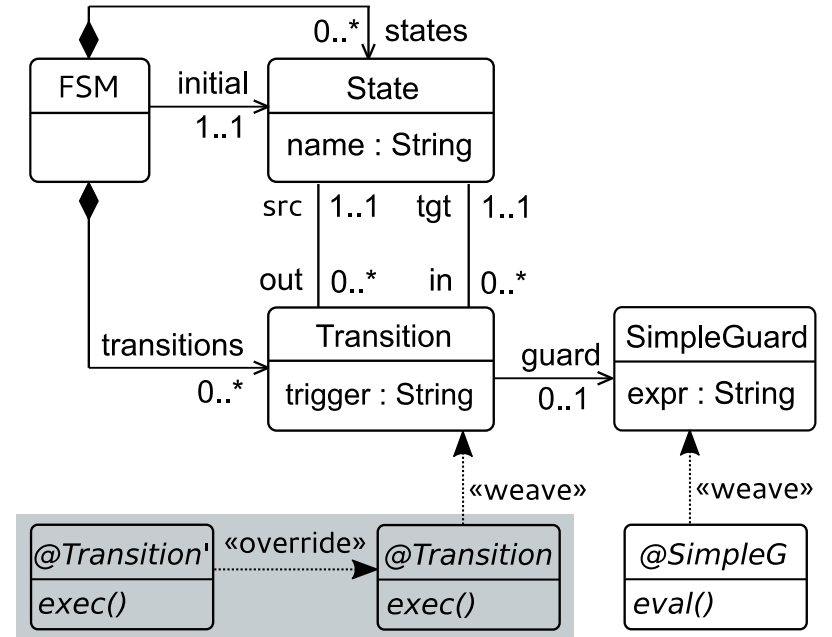 0..* states
FSM
initial
1..1
State
name : String
src 1..1 tgt 1..1
out 0..* in 0..*
transitions
0..*
Transition
trigger : String
guard
0..1
SimpleGuard
expr : String
«weave»
«weave»
@Transition'
exec()
«override»
@Transition
exec()
@SimpleG
eval()